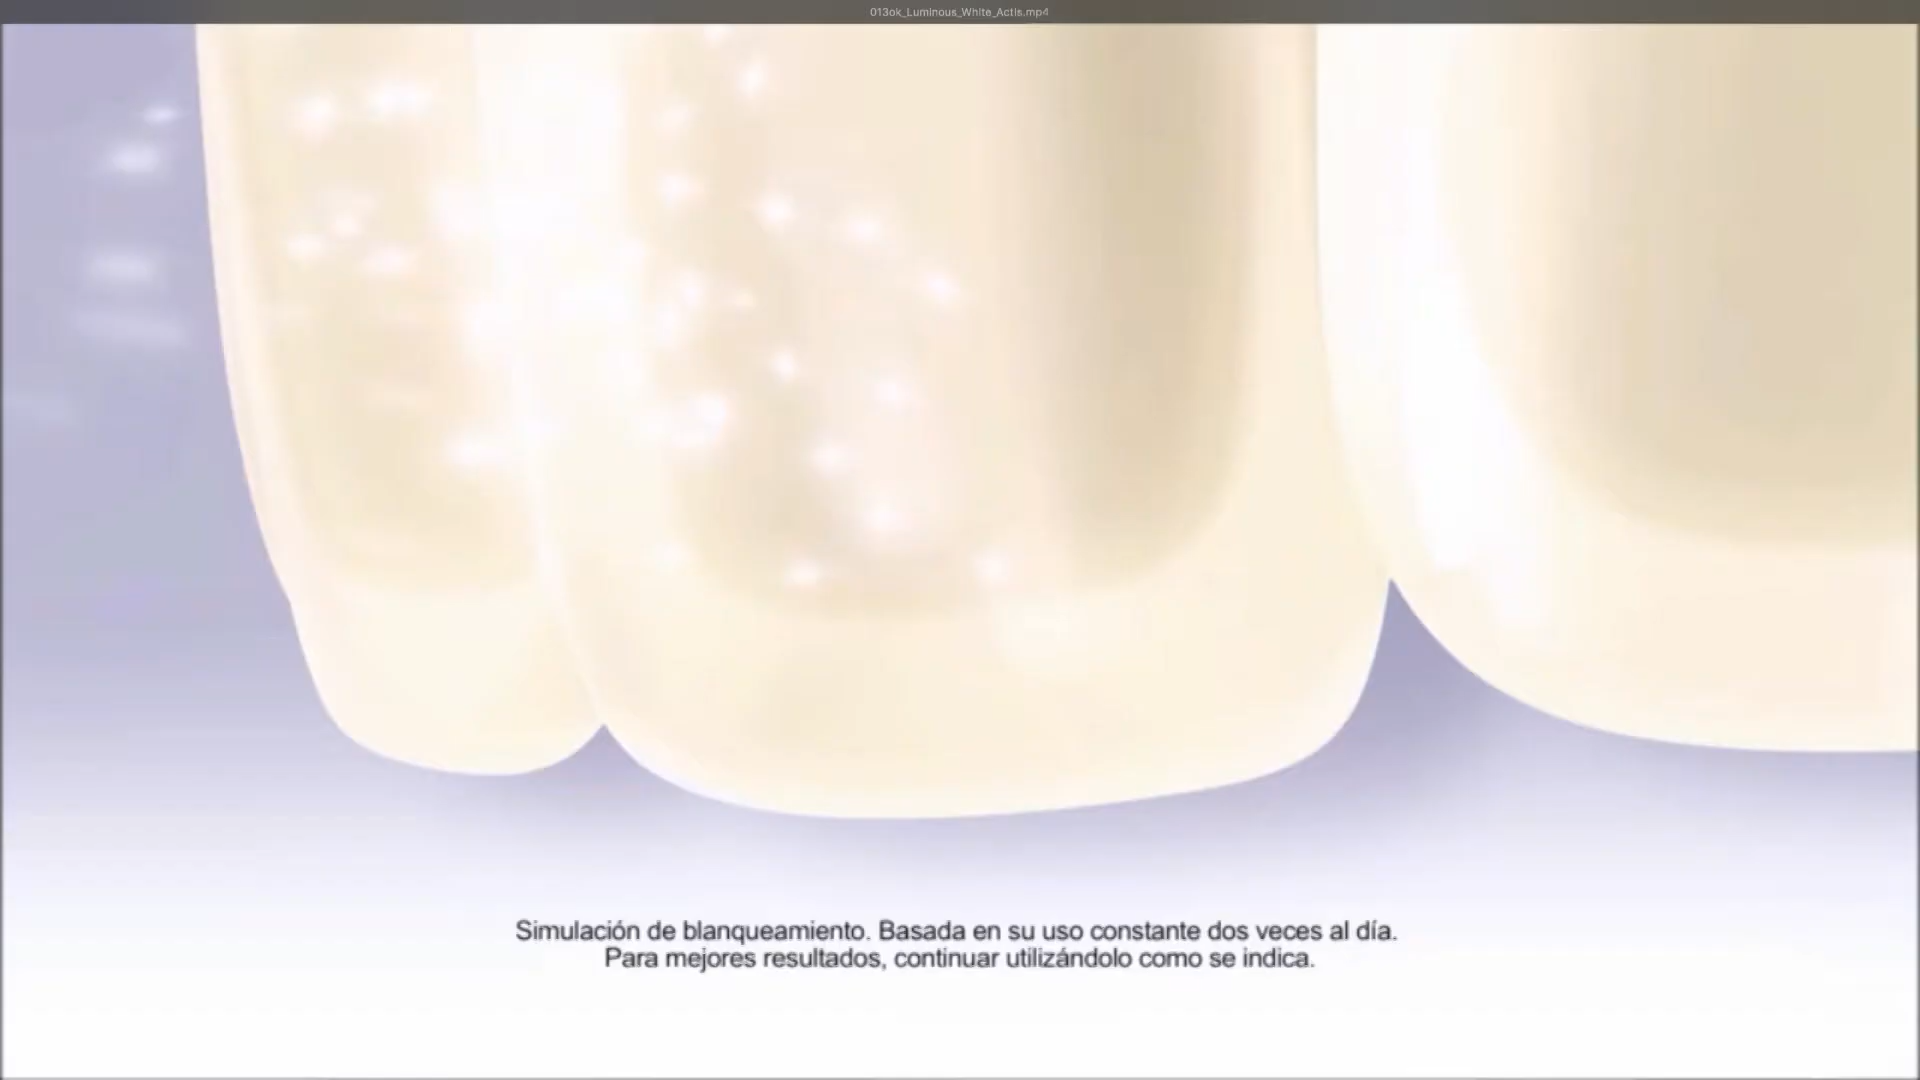 013ok_Luminous_White_Actis.mp4
Simulación de blanqueamiento. Basada en su uso constante dos veces al día.
Para mejores resultados, continuar utilizándolo como se indica.